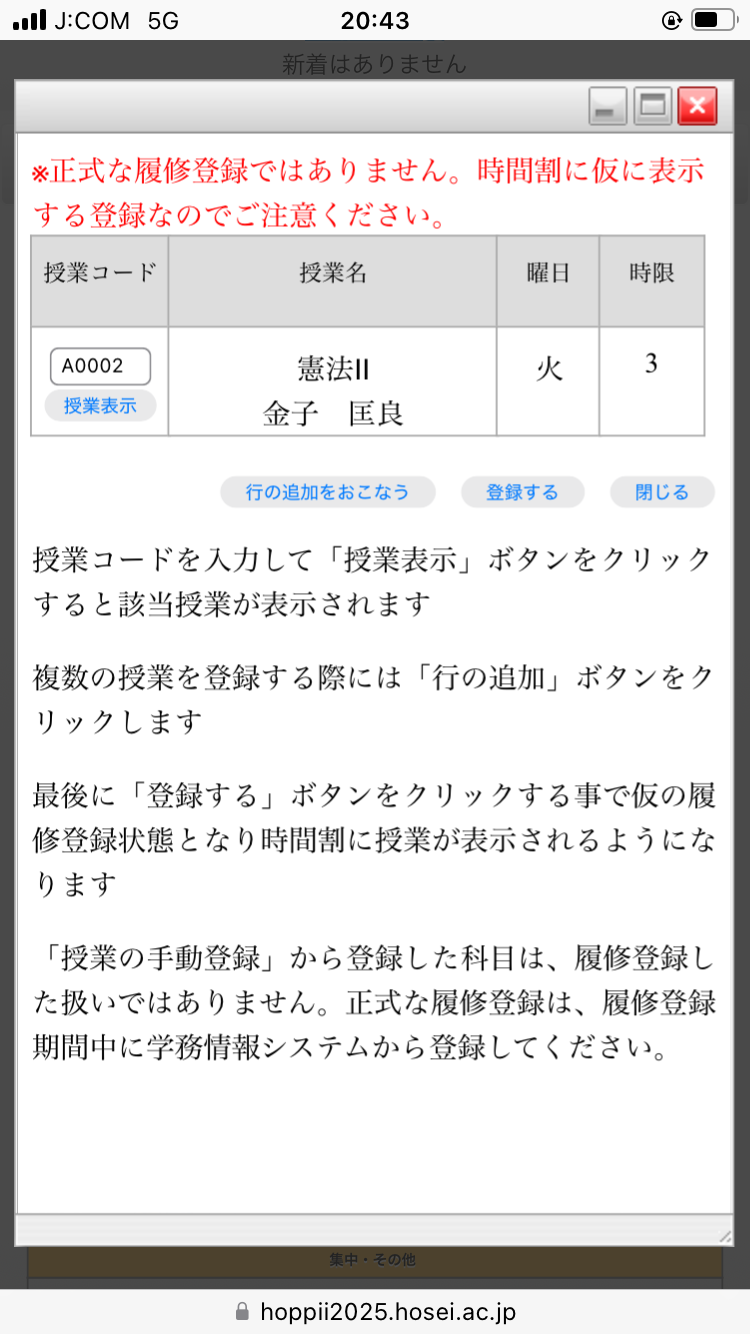 J:COM 5G 20:43
新着はありません
※正式な履修登録ではありません。時間割に仮に表示
する登録なのでご注意ください。
授業コード 授業名 曜日 時限
A0002 憲法II 火 3
授業表示 金子　匡良
行の追加をおこなう 登録する 閉じる
授業コードを入力して「授業表示」ボタンをクリック
すると該当授業が表示されます
複数の授業を登録する際には「行の追加」ボタンをク
リックします
最後に「登録する」ボタンをクリックする事で仮の履
修登録状態となり時間割に授業が表示されるようにな
ります
「授業の手動登録」から登録した科目は、履修登録し
た扱いではありません。正式な履修登録は、履修登録
期間中に学務情報システムから登録してください。
集中・その他
hoppii2025.hosei.ac.jp